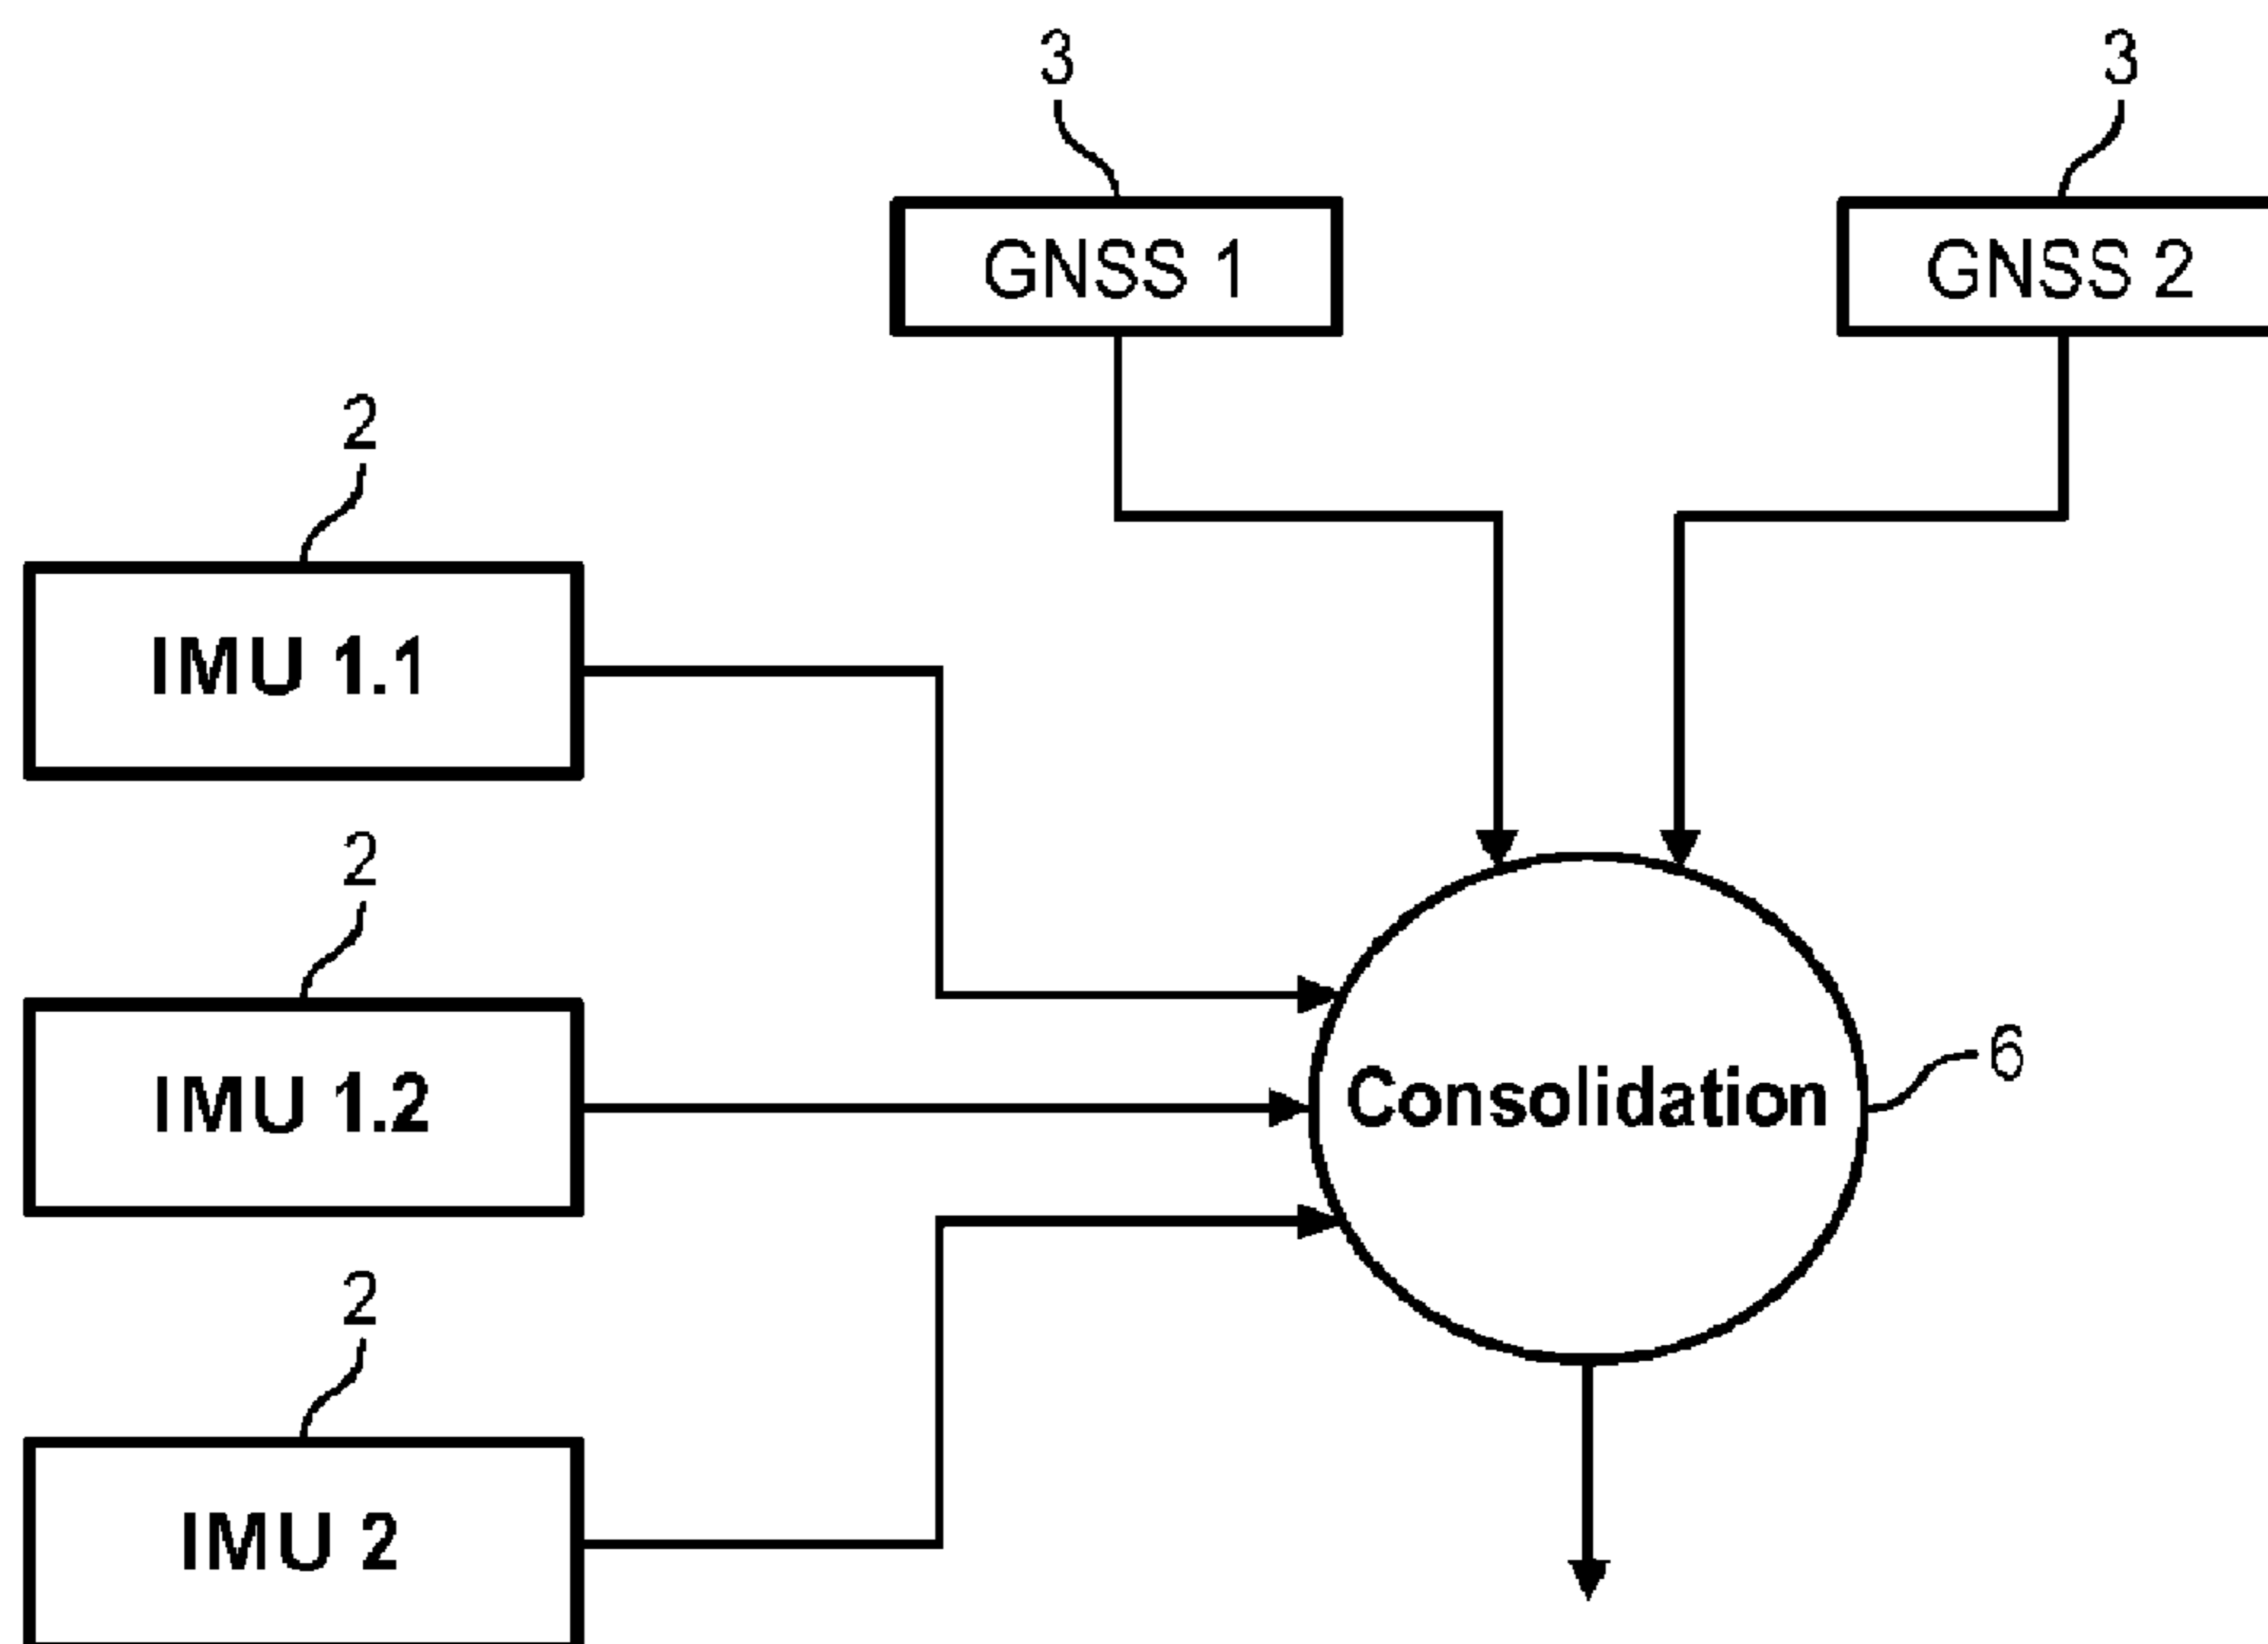 3
3
GNSS 1
GNSS 2
2
IMU 1.1
2
IMU 1.2
Consolidation
6
2
IMU 2